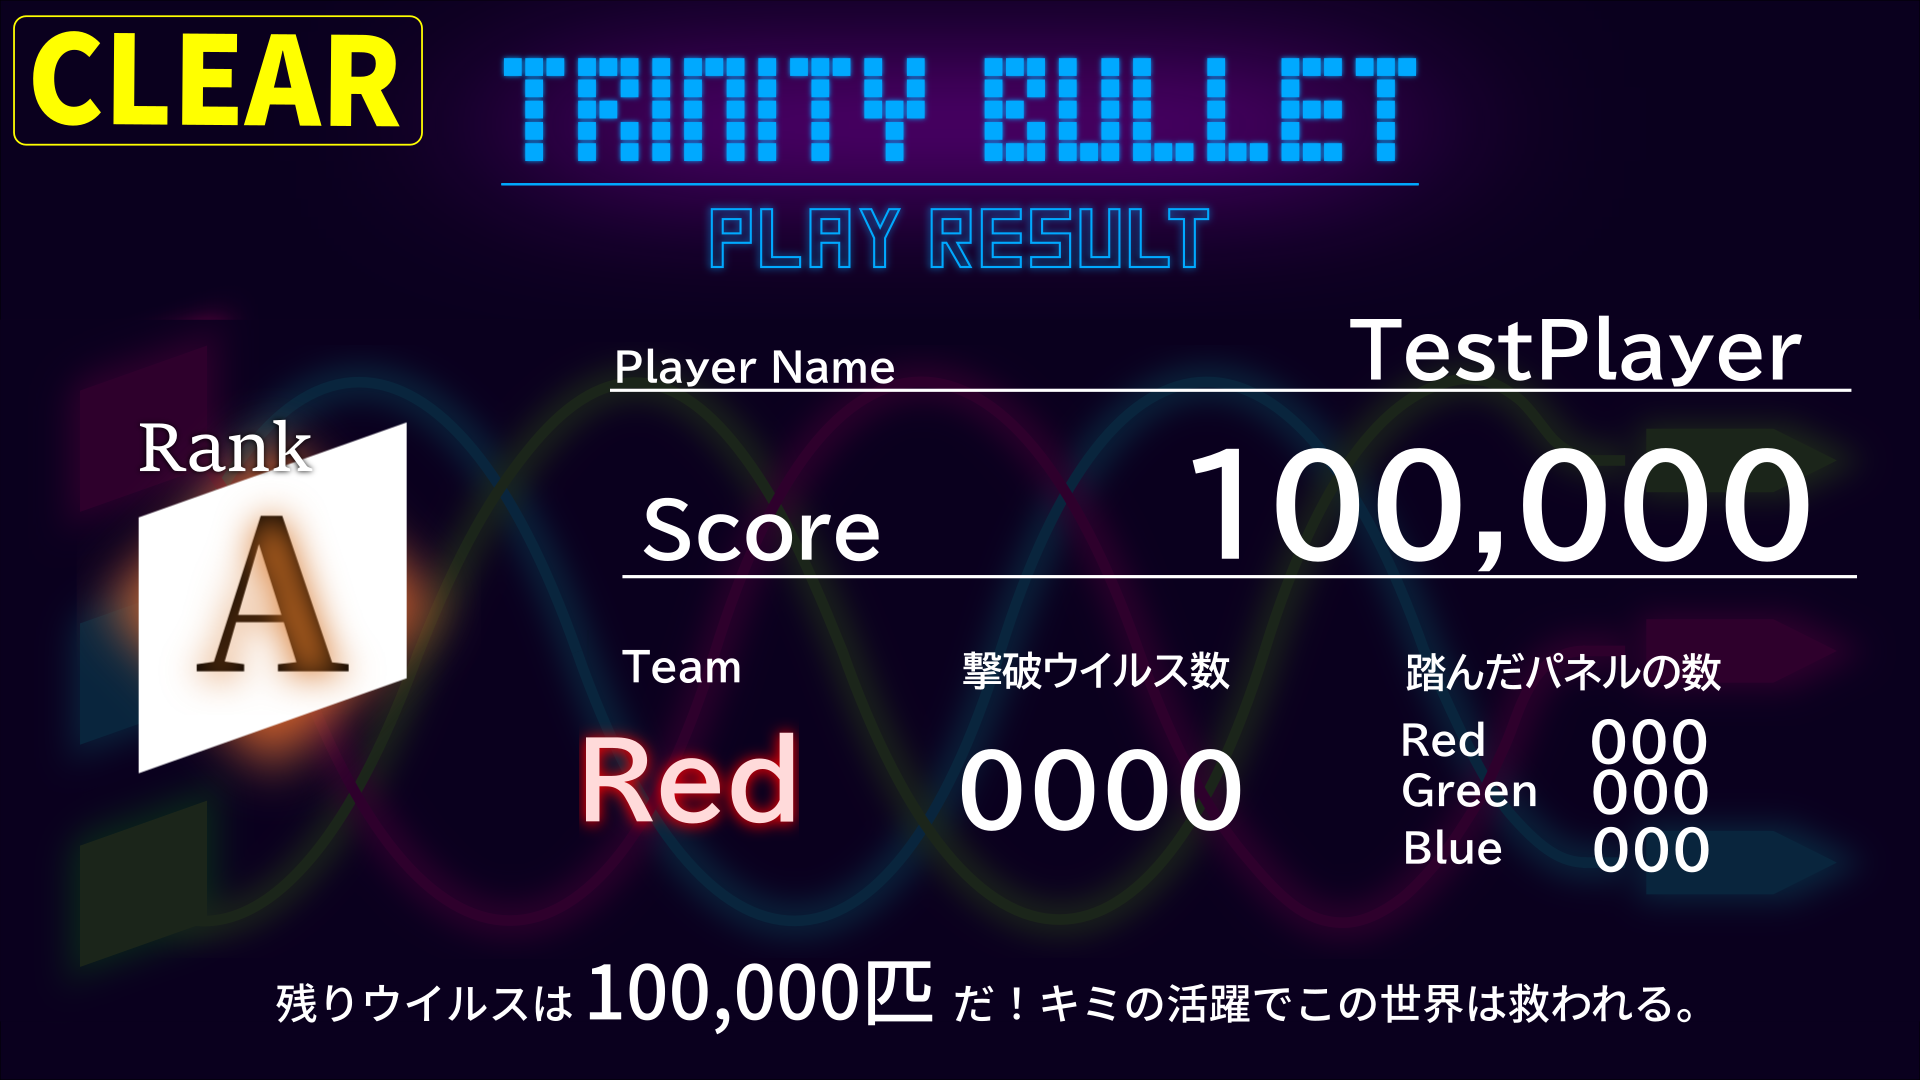 CLEAR
TRINITY BULLET
PLAY RESULT
Player Name TestPlayer
Rank
A
Score 100,000
Team 撃破ウイルス数 踏んだパネルの数
Red 0000
Red 000
Green 000
Blue 000
残りウイルスは 100,000匹 だ！キミの活躍でこの世界は救われる。